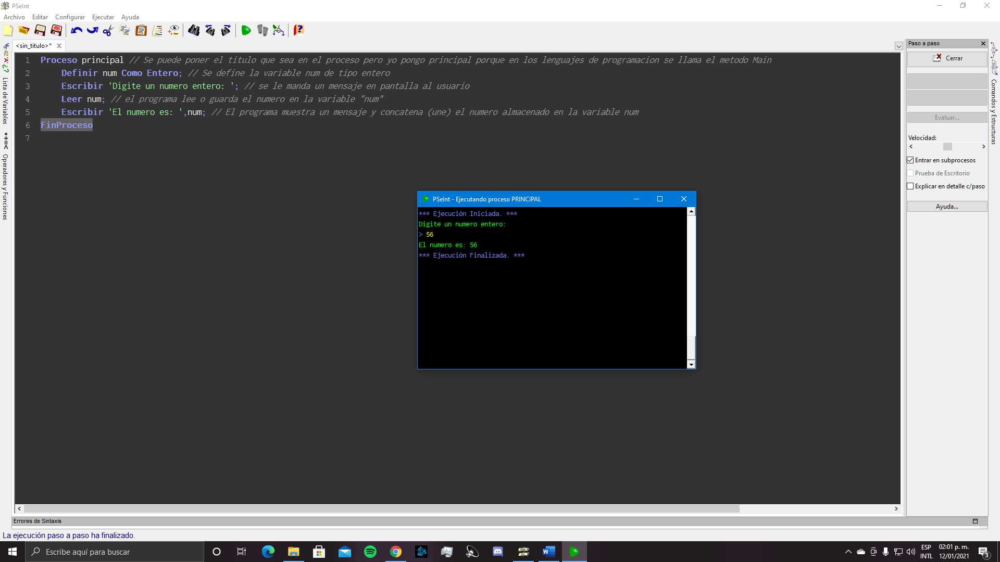 PSeInt
Archivo Editar Configurar Ejecutar Ayuda
<sin_titulo>*
1 Proceso principal // Se puede poner el titulo que sea en el proceso pero yo pongo principal porque en los lenguajes de programacion se llama el metodo Main
2 Definir num Como Entero; // Se define la variable num de tipo entero
3 Escribir 'Digite un numero entero: '; // se le manda un mensaje en pantalla al usuario
4 Leer num; // el programa lee o guarda el numero en la variable "num"
5 Escribir 'El numero es: ',num; // El programa muestra un mensaje y concatena (une) el numero almacenado en la variable num
6 FinProceso
7
Lista de Variables
*+=<
Operadores y Funciones
PSeInt - Ejecutando proceso PRINCIPAL
*** Ejecución Iniciada. ***
Digite un numero entero:
> 56
El numero es: 56
*** Ejecución Finalizada. ***
Paso a paso
Cerrar
Evaluar...
Velocidad:
Entrar en subprocesos
Prueba de Escritorio
Explicar en detalle c/paso
Ayuda...
Comandos y Estructuras
Errores de Sintaxis
La ejecución paso a paso ha finalizado.
Escribe aquí para buscar
ESP
INTL
02:01 p. m.
12/01/2021
3